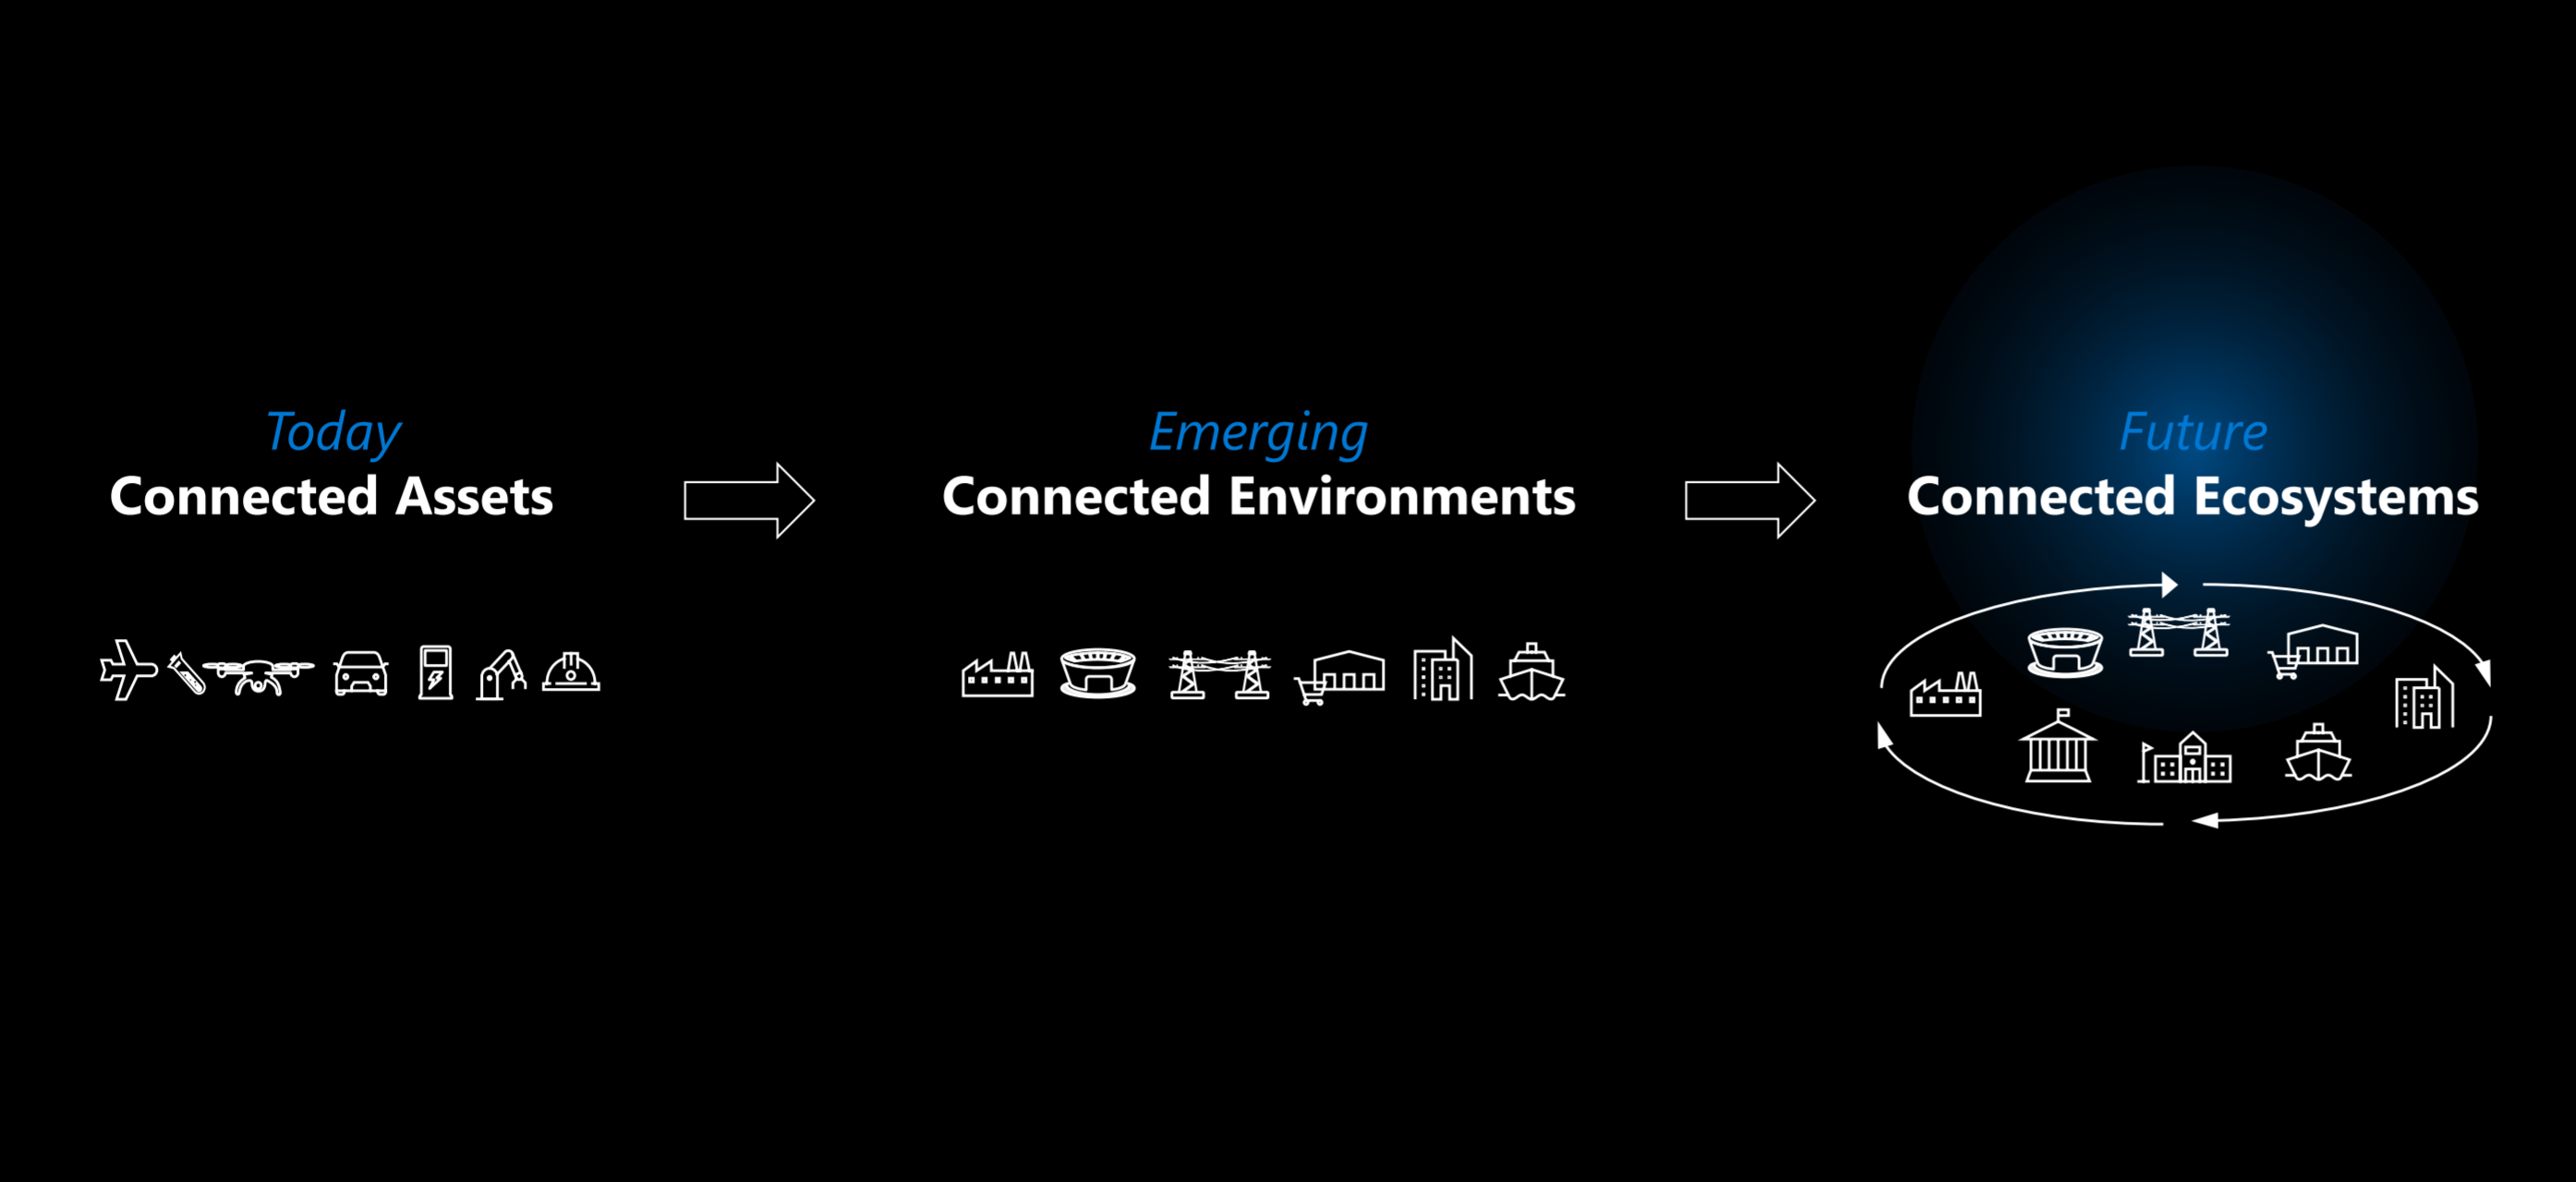 Today
Connected Assets
Emerging
Connected Environments
Future
Connected Ecosystems